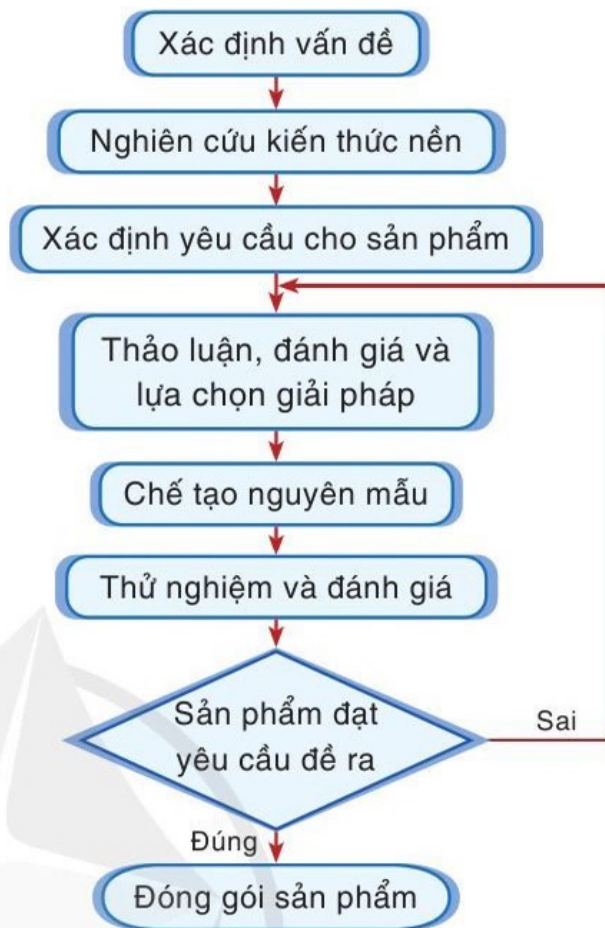 Xác định vấn đề
Nghiên cứu kiến thức nền
Xác định yêu cầu cho sản phẩm
Thảo luận, đánh giá và
lựa chọn giải pháp
Chế tạo nguyên mẫu
Thử nghiệm và đánh giá
Sản phẩm đạt
yêu cầu đề ra
Sai
Đúng
Đóng gói sản phẩm